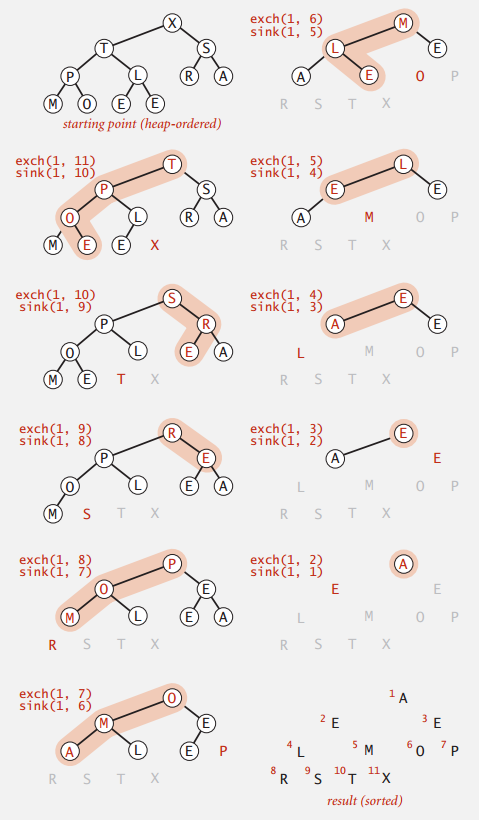 X
T S
P L R A
M O E E
starting point (heap-ordered)
exch(1, 11)
sink(1, 10)
T
P S
O L R A
M E E X
exch(1, 10)
sink(1, 9)
S
P R
O L E A
M E T X
exch(1, 9)
sink(1, 8)
R
P E
O L E A
M S T X
exch(1, 8)
sink(1, 7)
P
O E
M L E A
R S T X
exch(1, 7)
sink(1, 6)
O
M E
A L E P
R S T X
exch(1, 6)
sink(1, 5)
M
L E
A E O P
R S T X
exch(1, 5)
sink(1, 4)
L
E E
A M O P
R S T X
exch(1, 4)
sink(1, 3)
E
A E
L M O P
R S T X
exch(1, 3)
sink(1, 2)
E
A E
L M O P
R S T X
exch(1, 2)
sink(1, 1)
A
E E
L M O P
R S T X
1 A
2 E 3 E
4 L 5 M 6 O 7 P
8 R 9 S 10 T 11 X
result (sorted)